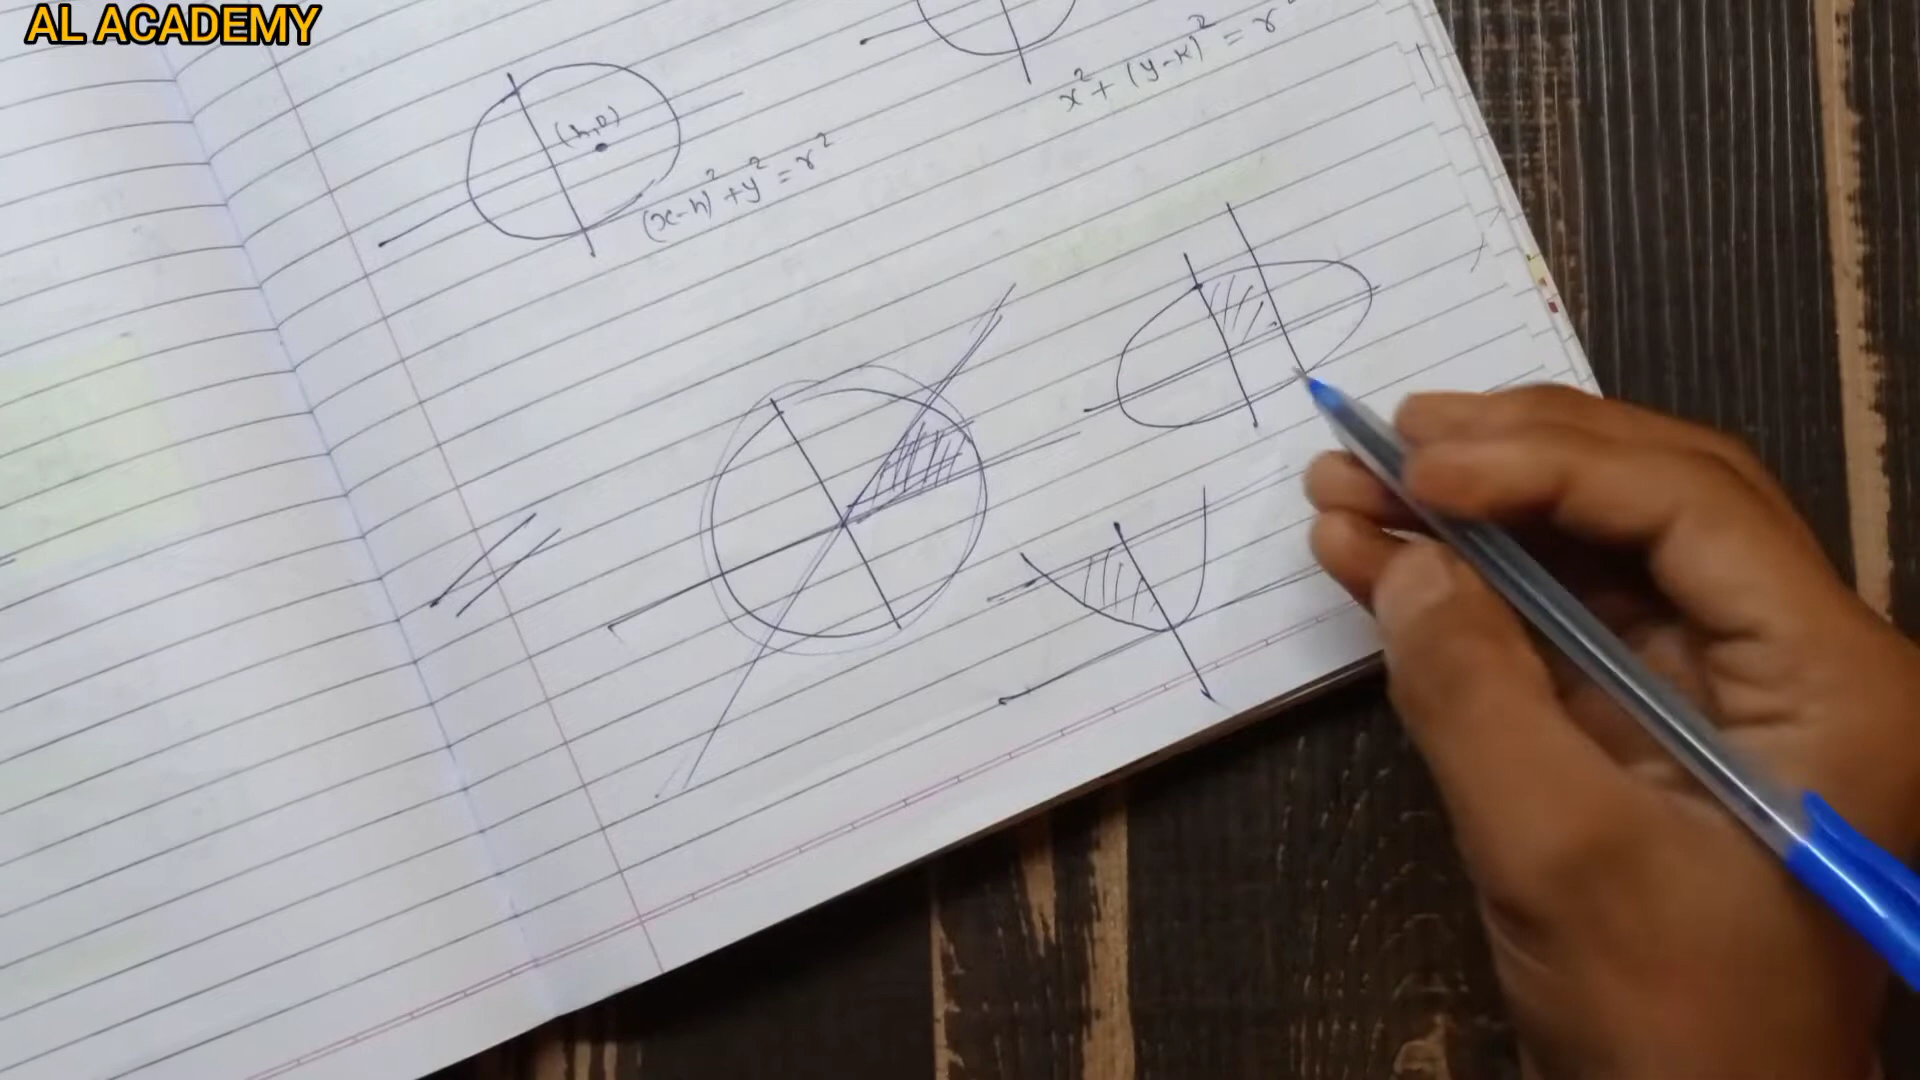 AL ACADEMY
x² + (y-k)² = r²
(h,0)
(x-h)² + y² = r²